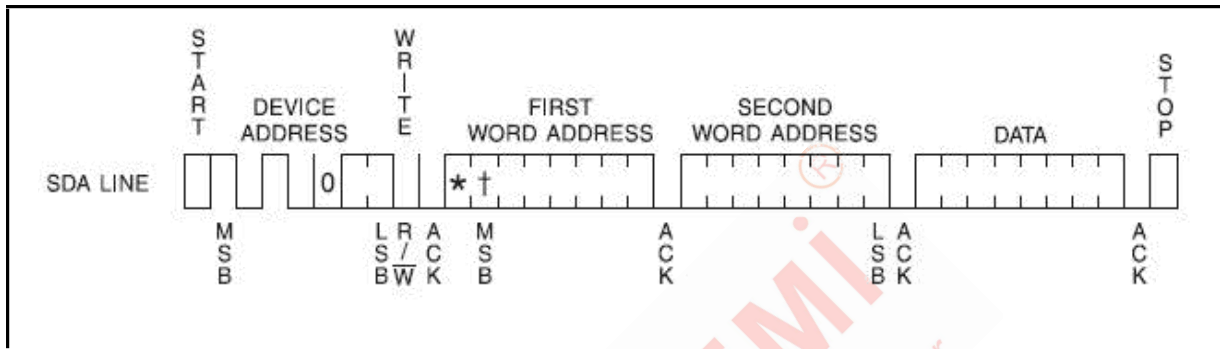 START
WRITE
STOP
DEVICE
ADDRESS
FIRST
WORD ADDRESS
SECOND
WORD ADDRESS
DATA
SDA LINE
0
* †
MSB
LSB
R/W
ACK
MSB
ACK
LSB
ACK
ACK
Mi
®